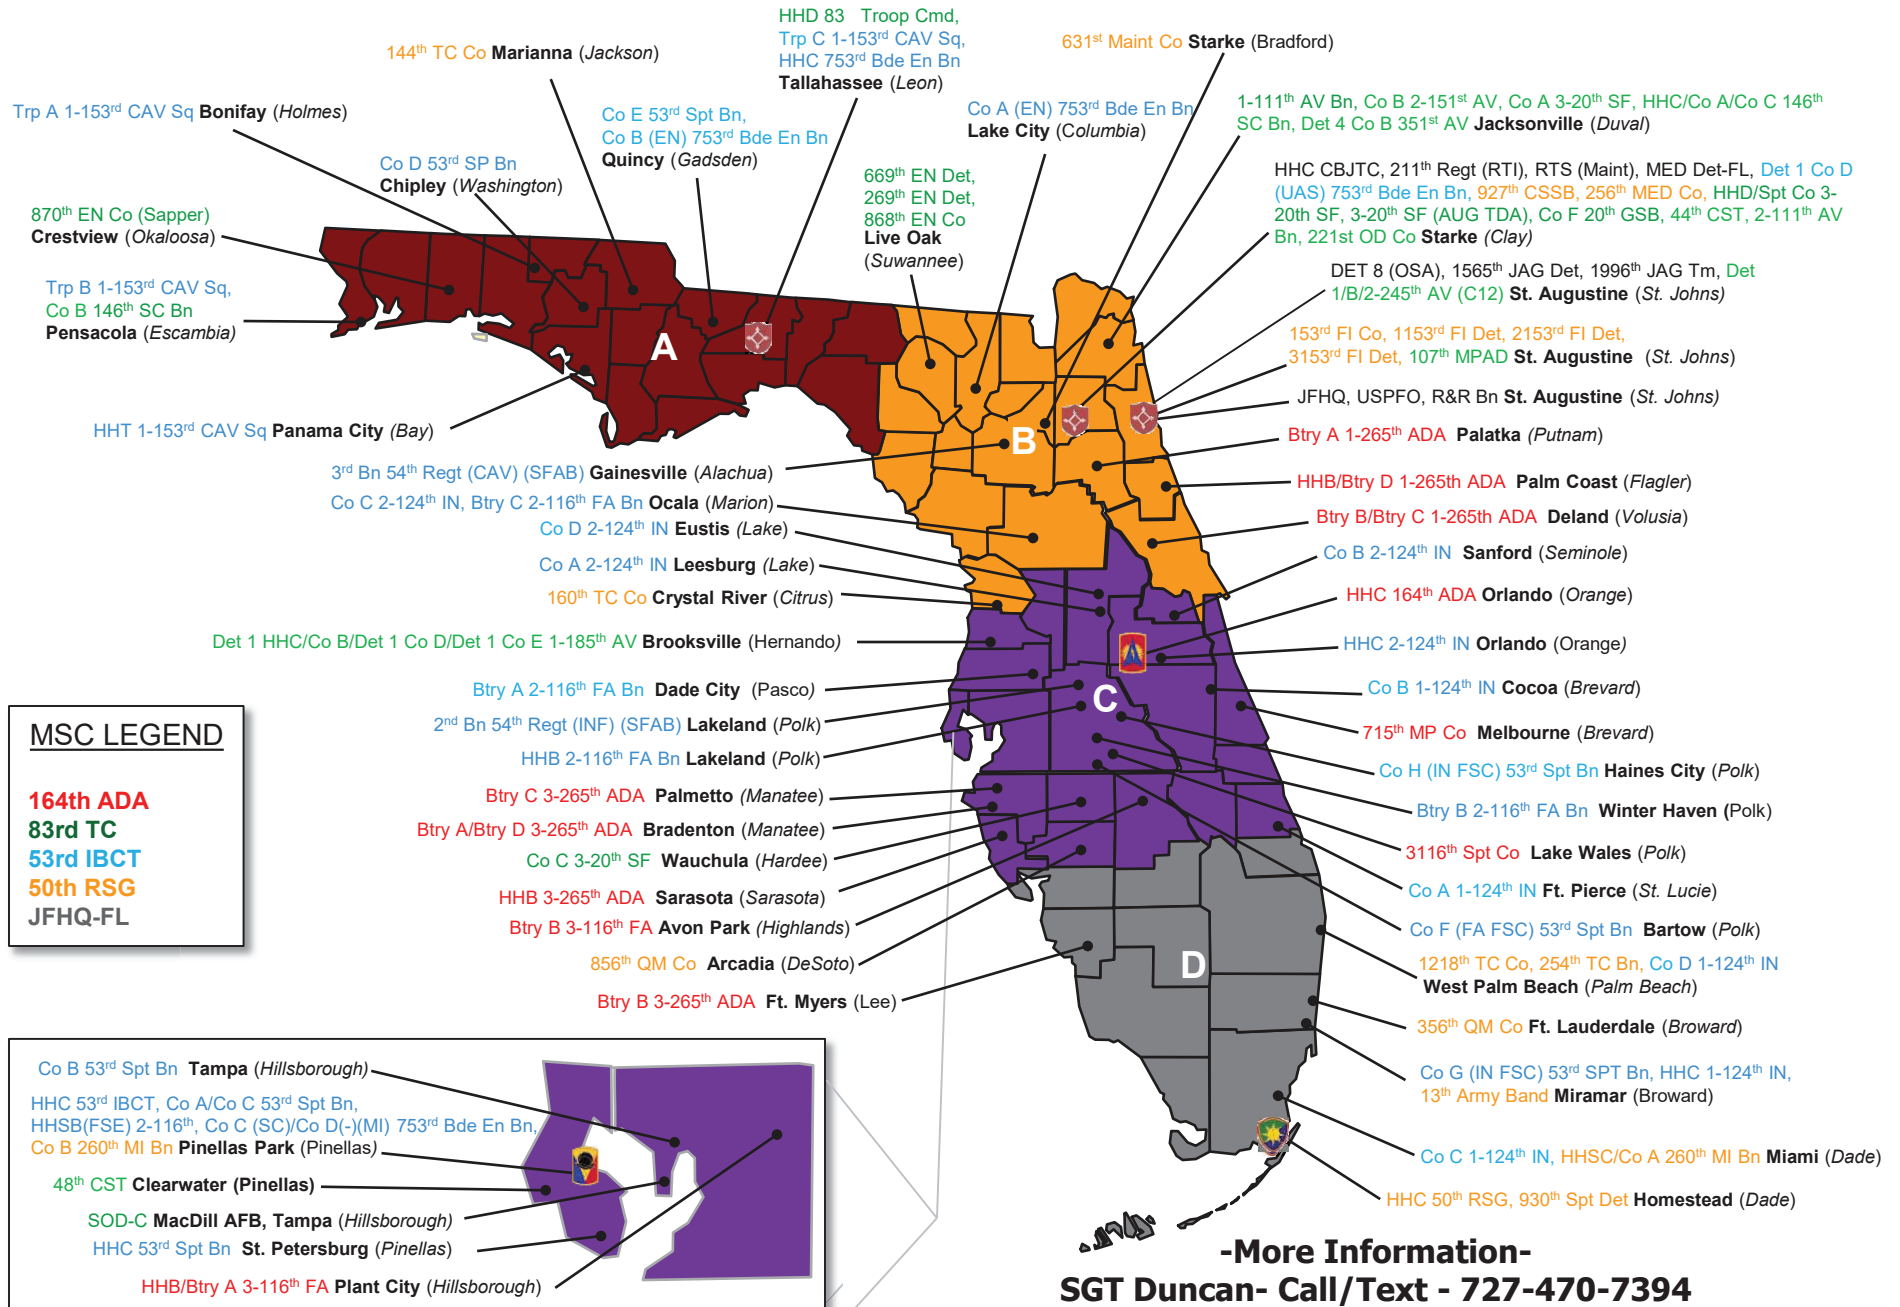 HHD 83 Troop Cmd,
Trp C 1-153rd CAV Sq,
HHC 753rd Bde En Bn
Tallahassee (Leon)
144th TC Co Marianna (Jackson)
631st Maint Co Starke (Bradford)
Trp A 1-153rd CAV Sq Bonifay (Holmes)
Co E 53rd Spt Bn,
Co B (EN) 753rd Bde En Bn
Quincy (Gadsden)
Co A (EN) 753rd Bde En Bn
Lake City (Columbia)
1-111th AV Bn, Co B 2-151st AV, Co A 3-20th SF, HHC/Co A/Co C 146th
SC Bn, Det 4 Co B 351st AV Jacksonville (Duval)
Co D 53rd SP Bn
Chipley (Washington)
669th EN Det,
269th EN Det,
868th EN Co
Live Oak
(Suwannee)
HHC CBJTC, 211th Regt (RTI), RTS (Maint), MED Det-FL, Det 1 Co D
(UAS) 753rd Bde En Bn, 927th CSSB, 256th MED Co, HHD/Spt Co 3-
20th SF, 3-20th SF (AUG TDA), Co F 20th GSB, 44th CST, 2-111th AV
Bn, 221st OD Co Starke (Clay)
870th EN Co (Sapper)
Crestview (Okaloosa)
DET 8 (OSA), 1565th JAG Det, 1996th JAG Tm, Det
1/B/2-245th AV (C12) St. Augustine (St. Johns)
Trp B 1-153rd CAV Sq,
Co B 146th SC Bn
Pensacola (Escambia)
153rd FI Co, 1153rd FI Det, 2153rd FI Det,
3153rd FI Det, 107th MPAD St. Augustine (St. Johns)
A
JFHQ, USPFO, R&R Bn St. Augustine (St. Johns)
HHT 1-153rd CAV Sq Panama City (Bay)
B
Btry A 1-265th ADA Palatka (Putnam)
3rd Bn 54th Regt (CAV) (SFAB) Gainesville (Alachua)
HHB/Btry D 1-265th ADA Palm Coast (Flagler)
Co C 2-124th IN, Btry C 2-116th FA Bn Ocala (Marion)
Btry B/Btry C 1-265th ADA Deland (Volusia)
Co D 2-124th IN Eustis (Lake)
Co B 2-124th IN Sanford (Seminole)
Co A 2-124th IN Leesburg (Lake)
160th TC Co Crystal River (Citrus)
HHC 164th ADA Orlando (Orange)
Det 1 HHC/Co B/Det 1 Co D/Det 1 Co E 1-185th AV Brooksville (Hernando)
HHC 2-124th IN Orlando (Orange)
Btry A 2-116th FA Bn Dade City (Pasco)
Co B 1-124th IN Cocoa (Brevard)
C
2nd Bn 54th Regt (INF) (SFAB) Lakeland (Polk)
715th MP Co Melbourne (Brevard)
HHB 2-116th FA Bn Lakeland (Polk)
Co H (IN FSC) 53rd Spt Bn Haines City (Polk)
Btry C 3-265th ADA Palmetto (Manatee)
Btry B 2-116th FA Bn Winter Haven (Polk)
Btry A/Btry D 3-265th ADA Bradenton (Manatee)
3116th Spt Co Lake Wales (Polk)
Co C 3-20th SF Wauchula (Hardee)
Co A 1-124th IN Ft. Pierce (St. Lucie)
HHB 3-265th ADA Sarasota (Sarasota)
Btry B 3-116th FA Avon Park (Highlands)
Co F (FA FSC) 53rd Spt Bn Bartow (Polk)
856th QM Co Arcadia (DeSoto)
D
1218th TC Co, 254th TC Bn, Co D 1-124th IN
West Palm Beach (Palm Beach)
Btry B 3-265th ADA Ft. Myers (Lee)
356th QM Co Ft. Lauderdale (Broward)
MSC LEGEND
164th ADA
83rd TC
53rd IBCT
50th RSG
JFHQ-FL
Co G (IN FSC) 53rd SPT Bn, HHC 1-124th IN,
13th Army Band Miramar (Broward)
Co C 1-124th IN, HHSC/Co A 260th MI Bn Miami (Dade)
HHC 50th RSG, 930th Spt Det Homestead (Dade)
Co B 53rd Spt Bn Tampa (Hillsborough)
HHC 53rd IBCT, Co A/Co C 53rd Spt Bn,
HHSB(FSE) 2-116th, Co C (SC)/Co D(-)(MI) 753rd Bde En Bn,
Co B 260th MI Bn Pinellas Park (Pinellas)
48th CST Clearwater (Pinellas)
SOD-C MacDill AFB, Tampa (Hillsborough)
HHC 53rd Spt Bn St. Petersburg (Pinellas)
HHB/Btry A 3-116th FA Plant City (Hillsborough)
-More Information-
SGT Duncan- Call/Text - 727-470-7394